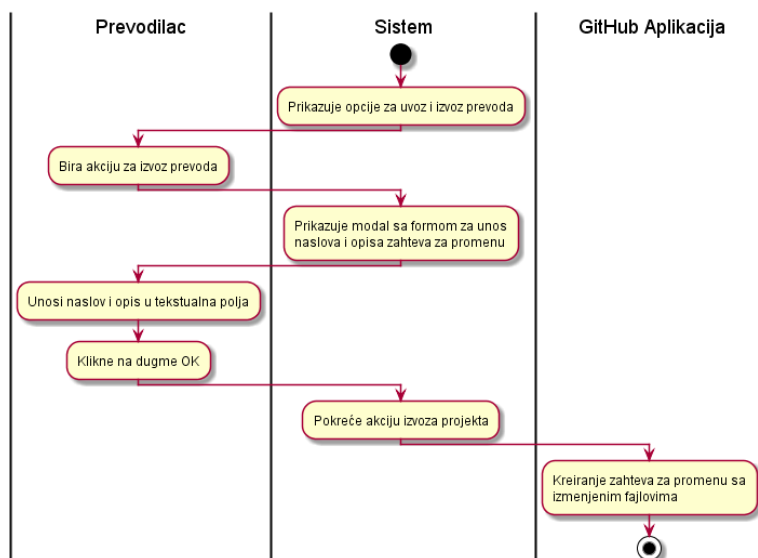 Prevodilac
Sistem
GitHub Aplikacija
Prikazuje opcije za uvoz i izvoz prevoda
Bira akciju za izvoz prevoda
Prikazuje modal sa formom za unos
naslova i opisa zahteva za promenu
Unosi naslov i opis u tekstualna polja
Klikne na dugme OK
Pokreće akciju izvoza projekta
Kreiranje zahteva za promenu sa
izmenjenim fajlovima